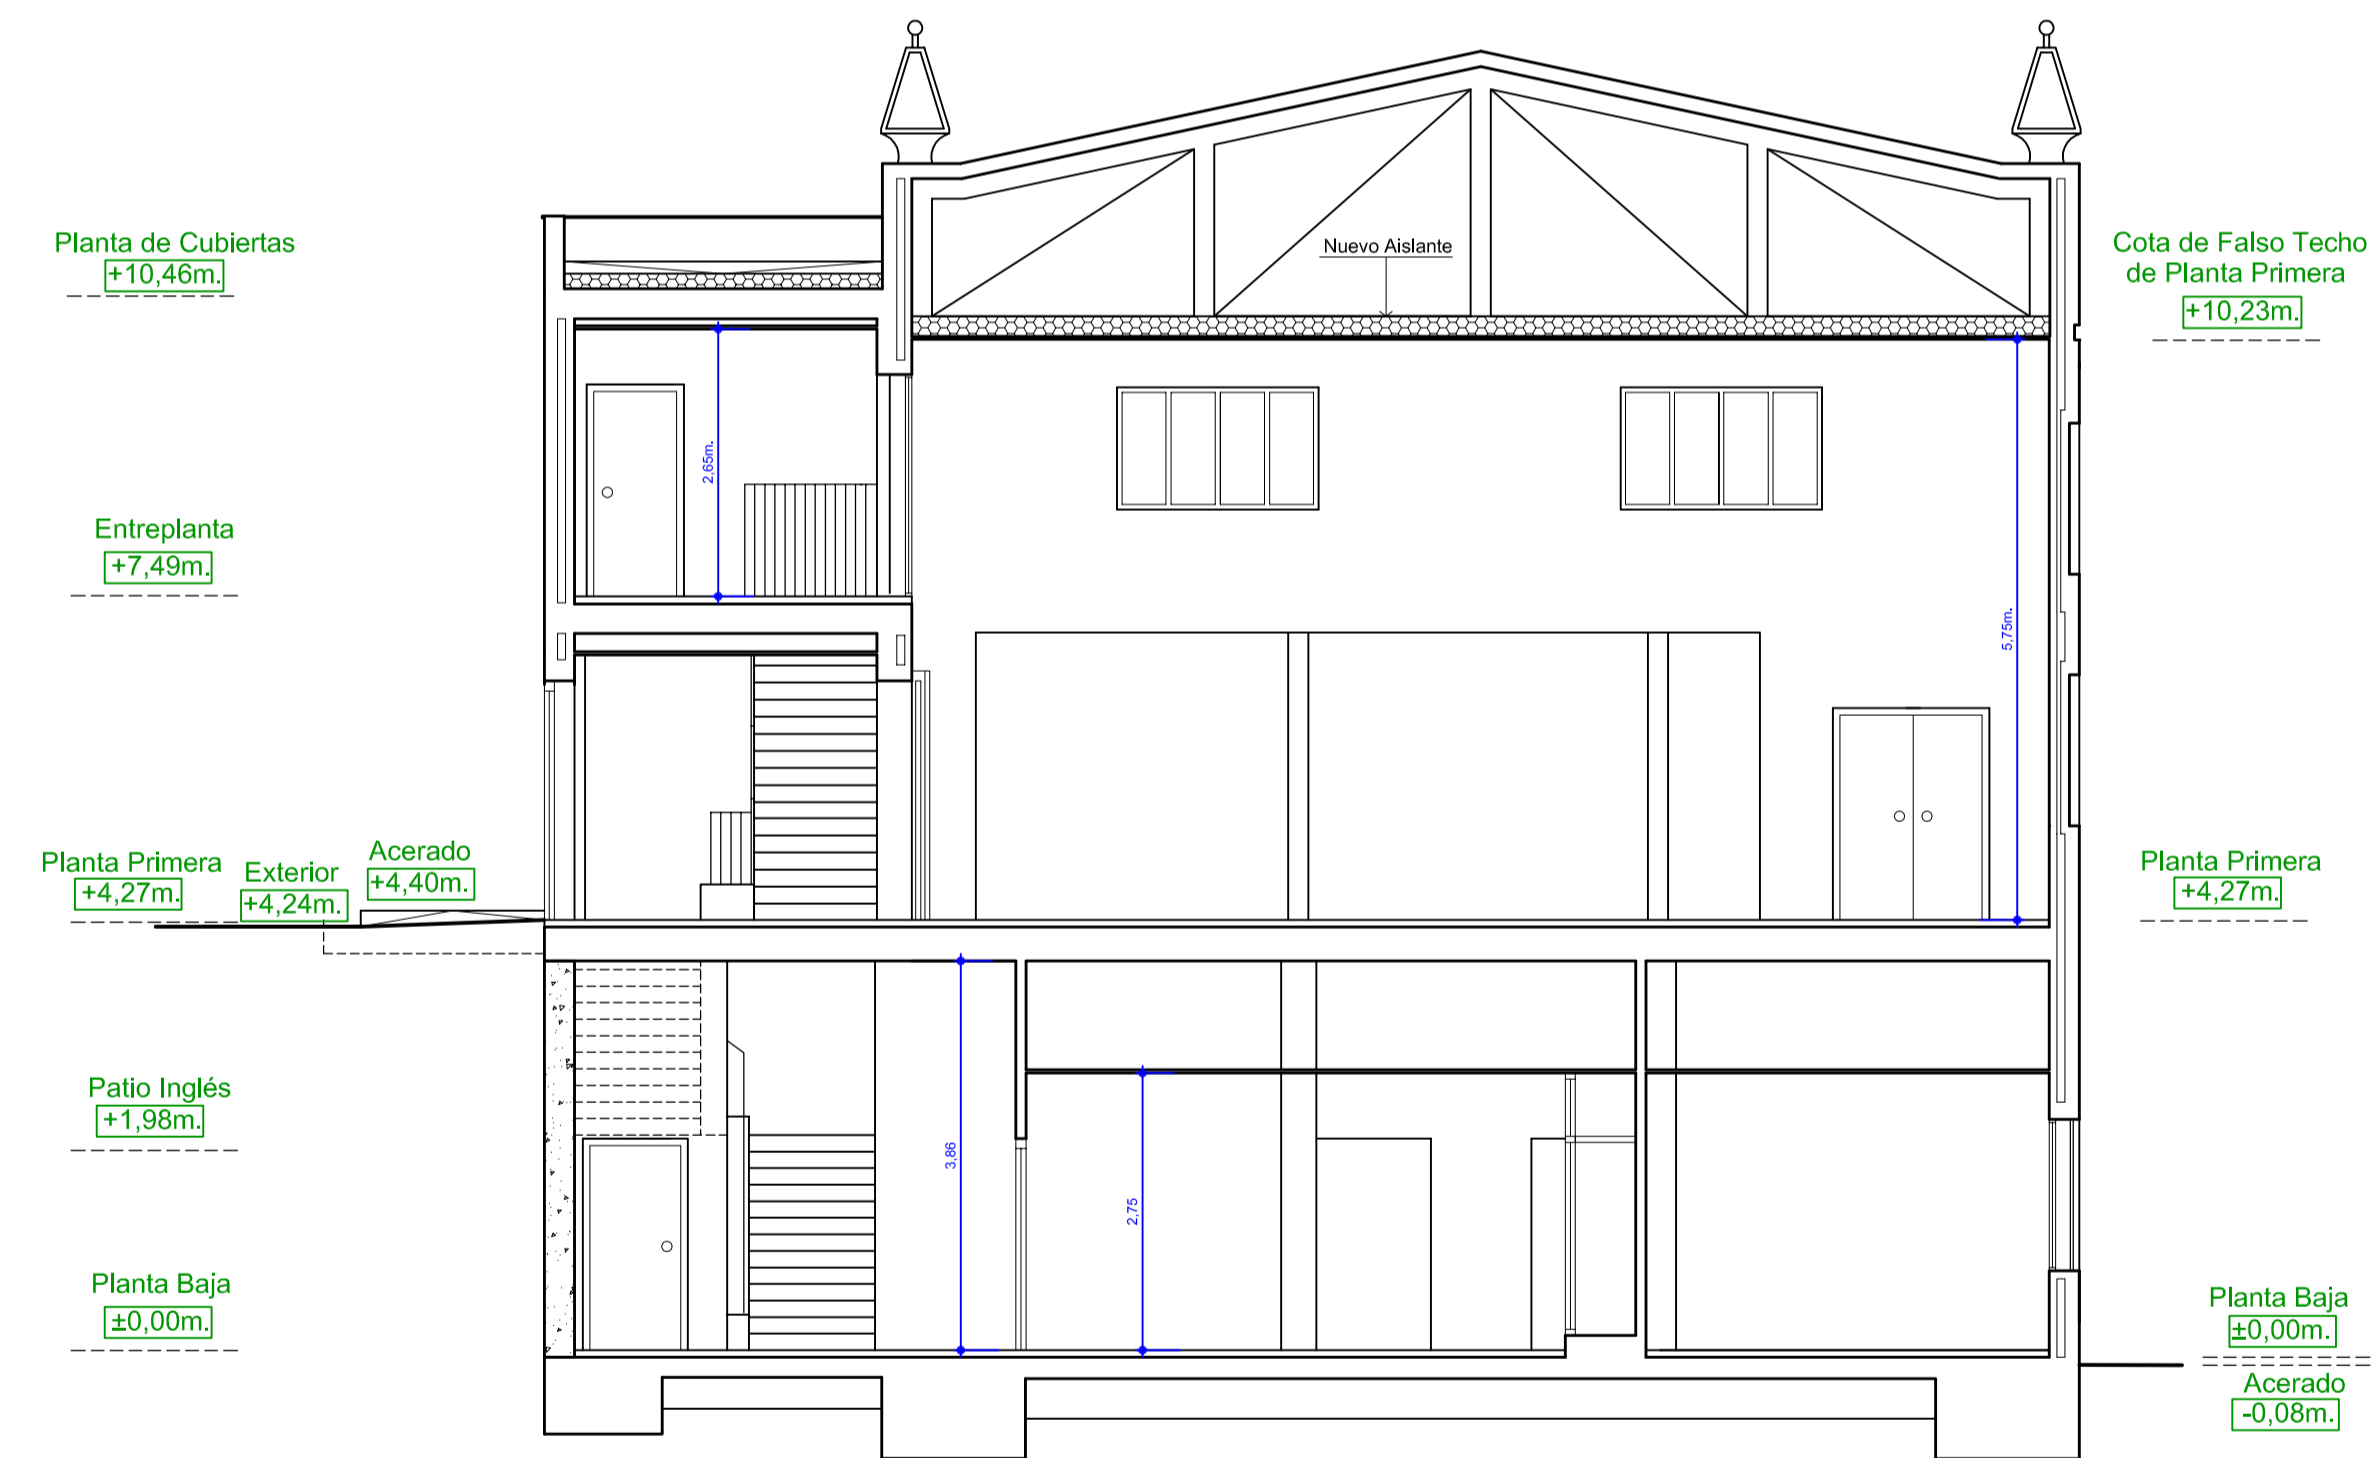 Planta de Cubiertas
+10,46m.
Nuevo Aislante
Cota de Falso Techo
de Planta Primera
+10,23m.
2,65m.
Entreplanta
+7,49m.
5,75m.
Planta Primera
+4,27m.
Exterior
+4,24m.
Acerado
+4,40m.
Planta Primera
+4,27m.
Patio Inglés
+1,98m.
3,86
2,75
Planta Baja
±0,00m.
Planta Baja
±0,00m.
Acerado
-0,08m.